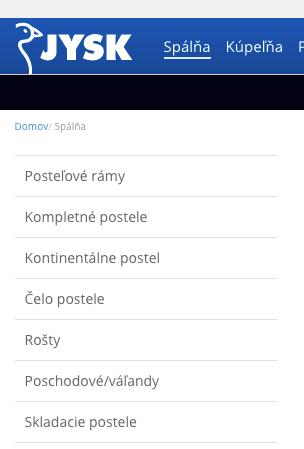 JYSK
Spálňa Kúpeľňa
Domov/ Spálňa
Posteľové rámy
Kompletné postele
Kontinentálne postel
Čelo postele
Rošty
Poschodové/váľandy
Skladacie postele